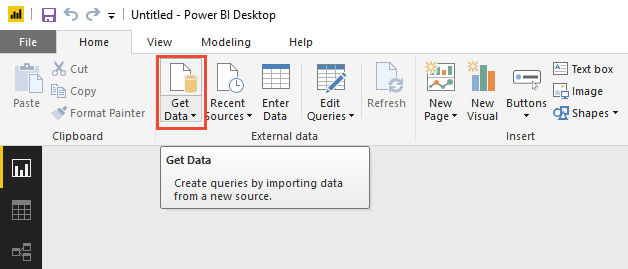 Untitled - Power BI Desktop
File Home View Modeling Help
Paste
Cut
Copy
Format Painter
Clipboard
Get
Data
Recent
Sources
Enter
Data
Edit
Queries
Refresh
External data
New
Page
New
Visual
Buttons
Text box
Image
Shapes
Insert
Get Data
Create queries by importing data
from a new source.